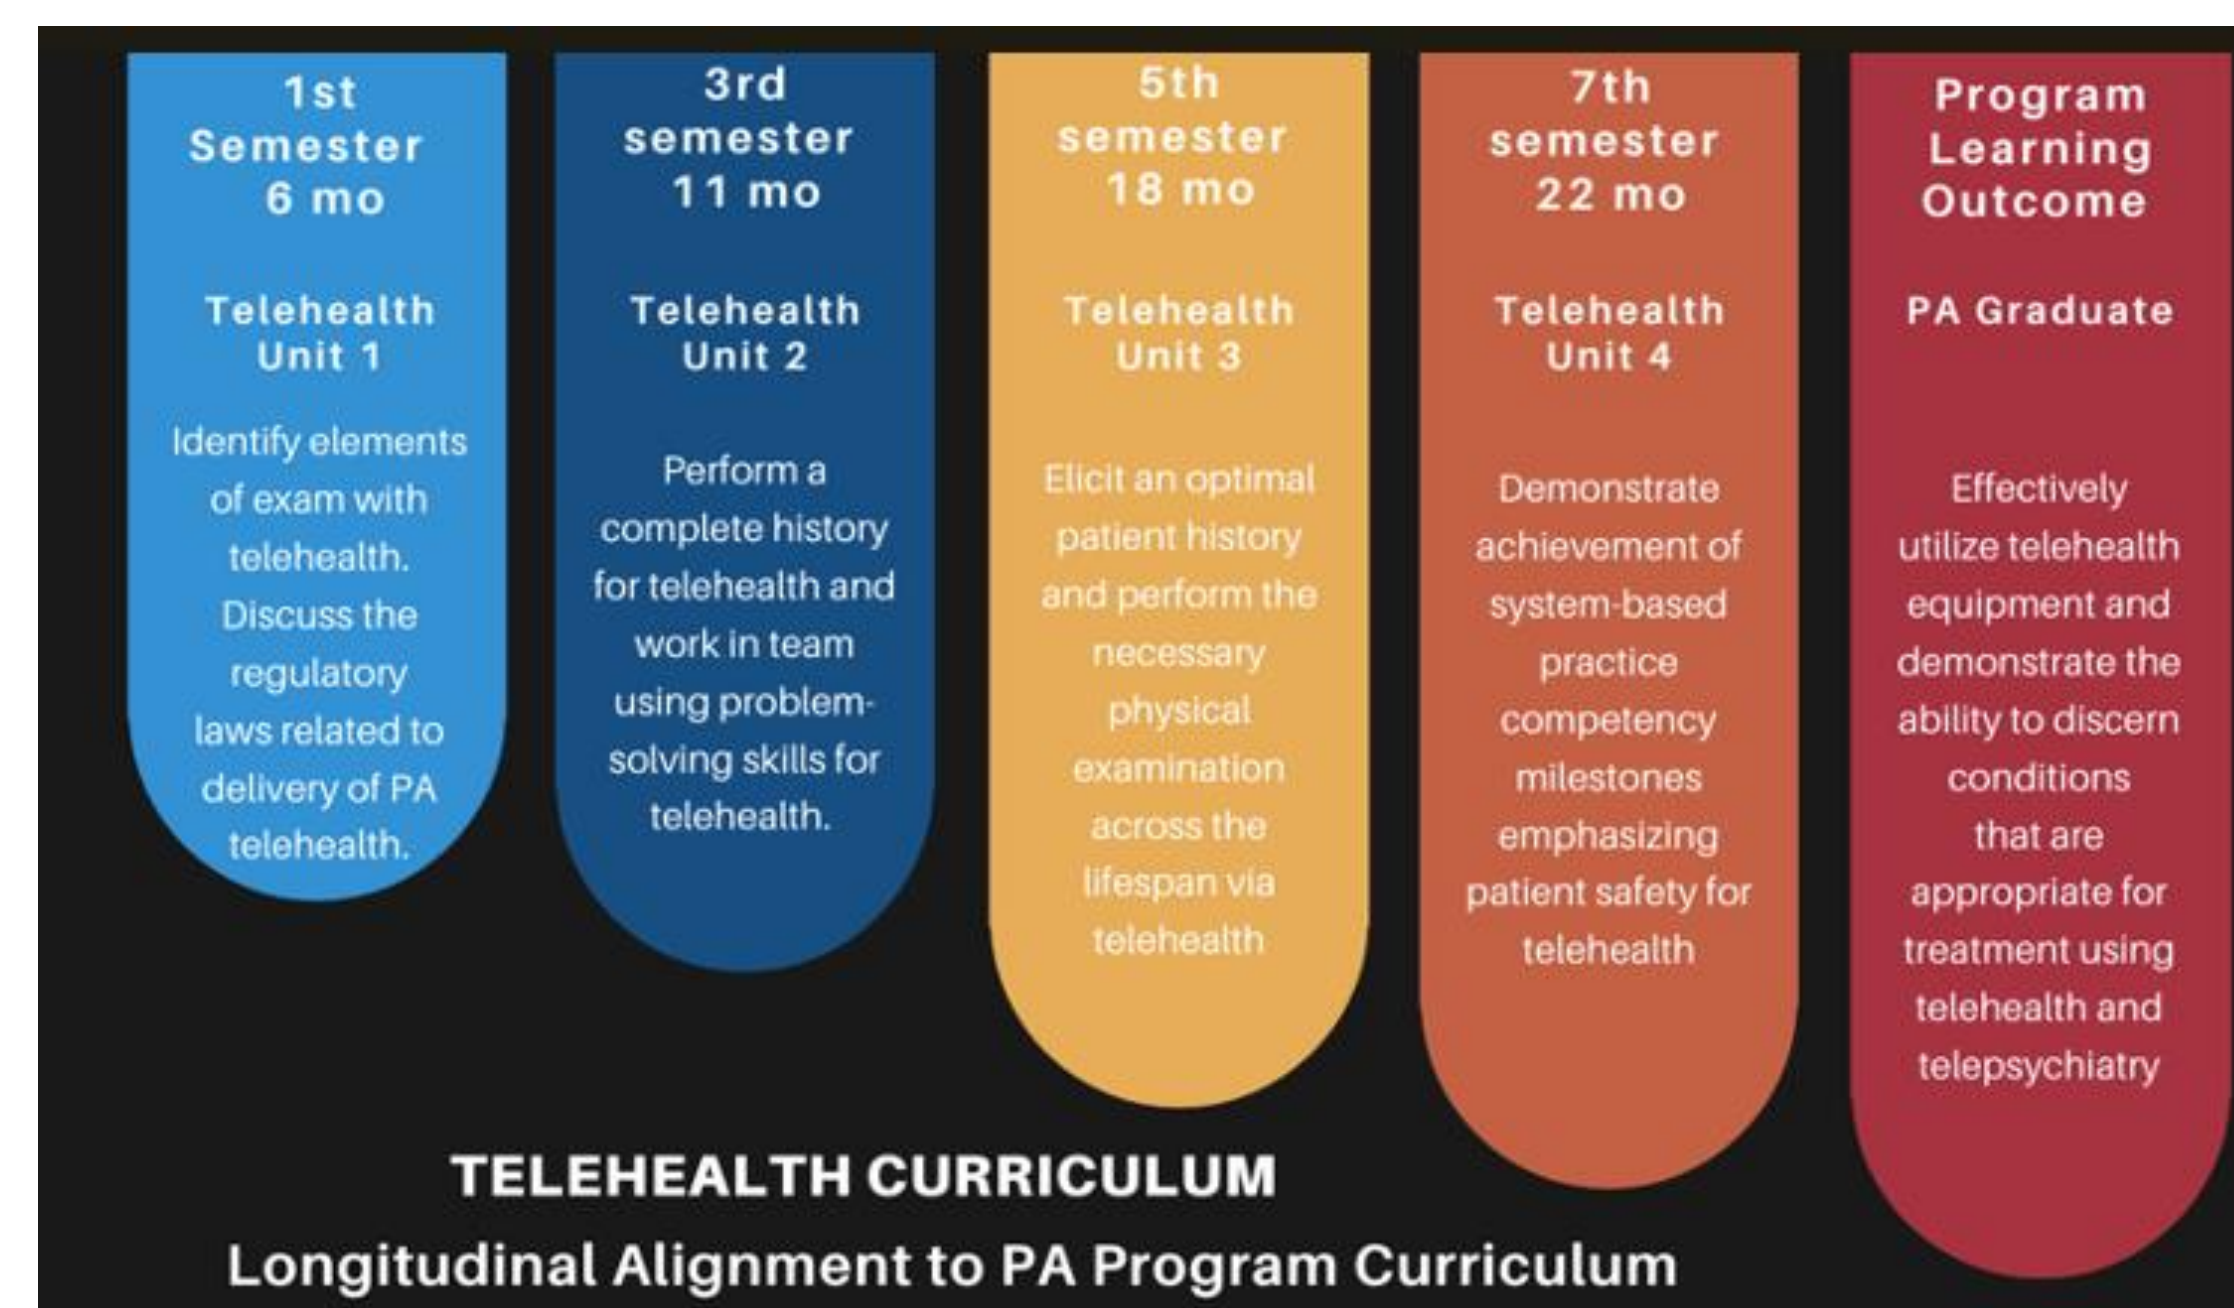 1st
Semester
6 mo
Telehealth
Unit 1
Identify elements
of exam with
telehealth.
Discuss the
regulatory
laws related to
delivery of PA
telehealth.
3rd
semester
11 mo
Telehealth
Unit 2
Perform a
complete history
for telehealth and
work in team
using problem-
solving skills for
telehealth.
5th
semester
18 mo
Telehealth
Unit 3
Elicit an optimal
patient history
and perform the
necessary
physical
examination
across the
lifespan via
telehealth
7th
semester
22 mo
Telehealth
Unit 4
Demonstrate
achievement of
system-based
practice
competency
milestones
emphasizing
patient safety for
telehealth
Program
Learning
Outcome
PA Graduate
Effectively
utilize telehealth
equipment and
demonstrate the
ability to discern
conditions
that are
appropriate for
treatment using
telehealth and
telepsychiatry
TELEHEALTH CURRICULUM
Longitudinal Alignment to PA Program Curriculum